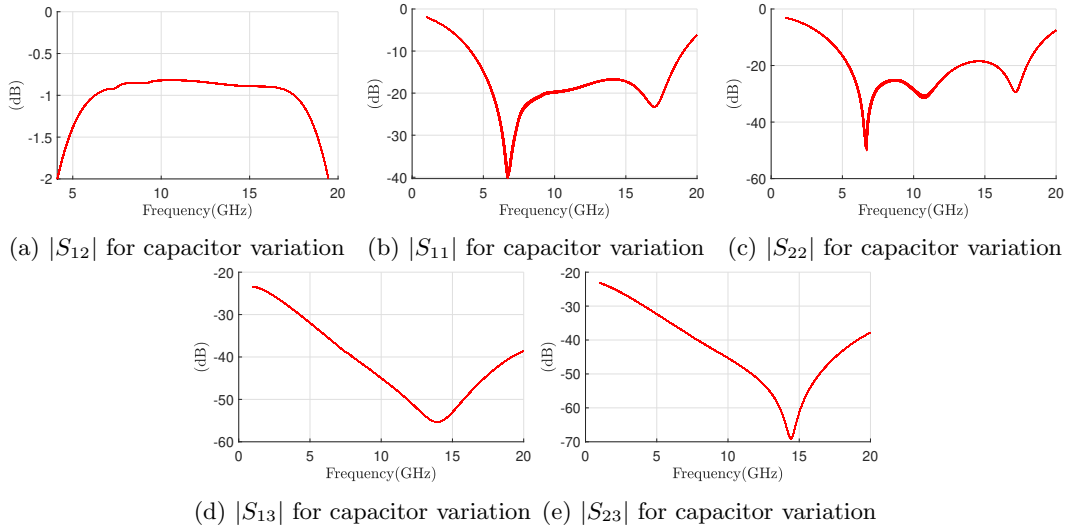 0
-0.5
-1
-1.5
-2
(dB)
5 10 15 20
Frequency(GHz)
0
-10
-20
-30
-40
(dB)
0 5 10 15 20
Frequency(GHz)
0
-20
-40
-60
(dB)
0 5 10 15 20
Frequency(GHz)
(a) |S12| for capacitor variation (b) |S11| for capacitor variation (c) |S22| for capacitor variation
-20
-30
-40
-50
-60
(dB)
0 5 10 15 20
Frequency(GHz)
-20
-30
-40
-50
-60
-70
(dB)
0 5 10 15 20
Frequency(GHz)
(d) |S13| for capacitor variation (e) |S23| for capacitor variation